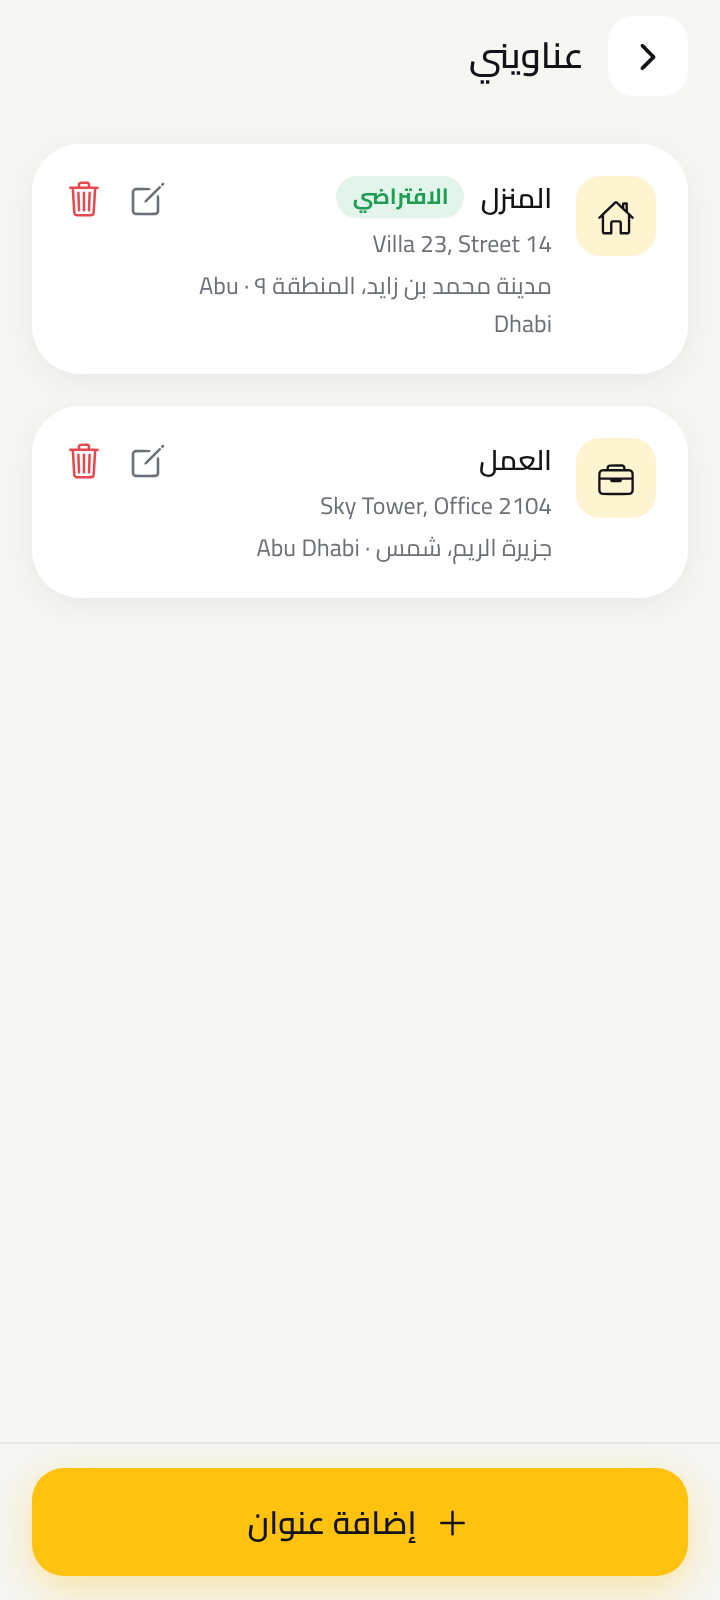 عناويني
المنزل
الافتراضي
Villa 23, Street 14
مدينة محمد بن زايد، المنطقة ٩ · Abu
Dhabi
العمل
Sky Tower, Office 2104
جزيرة الريم، شمس · Abu Dhabi
إضافة عنوان